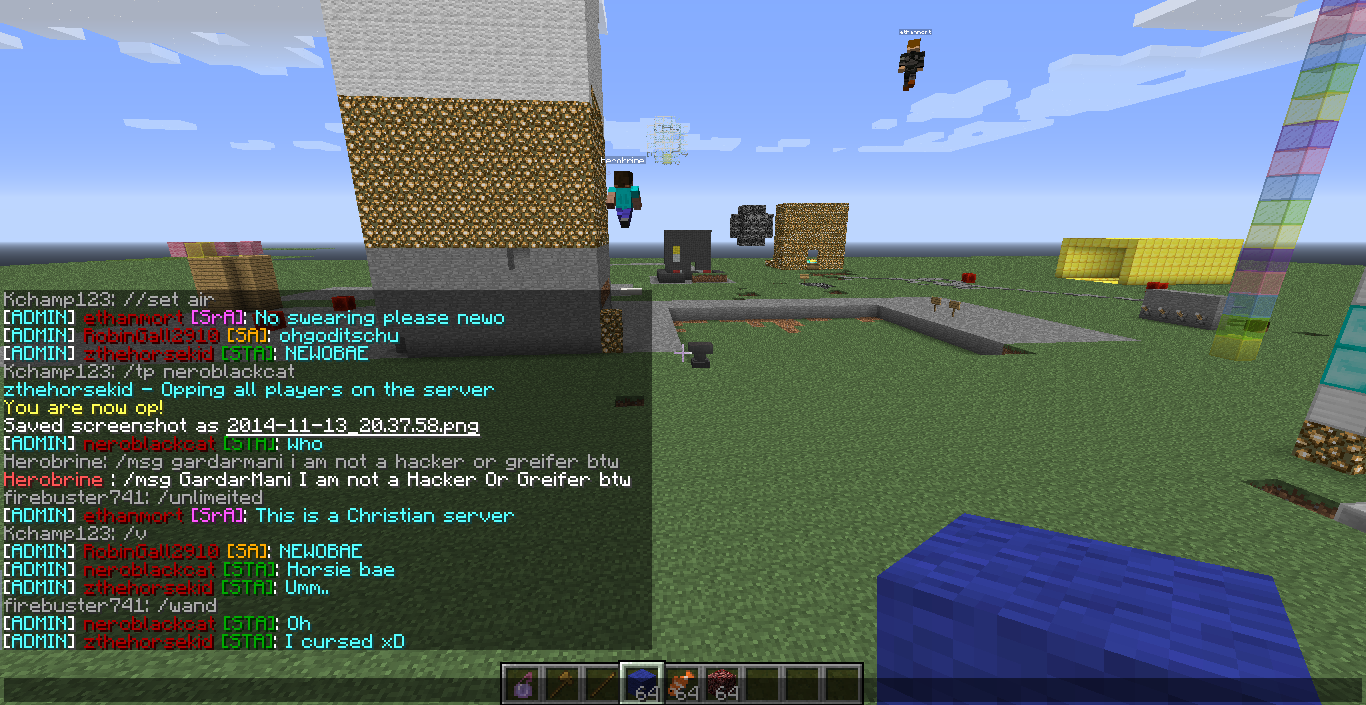 ethanmort
herobrine
Kchamp123: //set air
[ADMIN] ethanmort [SrA]: No swearing please newo
[ADMIN] RobinGall2910 [SA]: ohgoditschu
[ADMIN] zthehorsekid [STA]: NEWOBAE
Kchamp123: /tp neroblackcat
zthehorsekid - Opping all players on the server
You are now op!
Saved screenshot as 2014-11-13_20.37.58.png
[ADMIN] neroblackcat [STA]: Who
Herobrine: /msg gardarmani i am not a hacker or greifer btw
Herobrine : /msg GardarMani I am not a Hacker Or Greifer btw
firebuster741: /unlimeited
[ADMIN] ethanmort [SrA]: This is a Christian server
Kchamp123: /v
[ADMIN] RobinGall2910 [SA]: NEWOBAE
[ADMIN] neroblackcat [STA]: Horsie bae
[ADMIN] zthehorsekid [STA]: Umm..
firebuster741: /wand
[ADMIN] neroblackcat [STA]: Oh
[ADMIN] zthehorsekid [STA]: I cursed xD
64 64 64